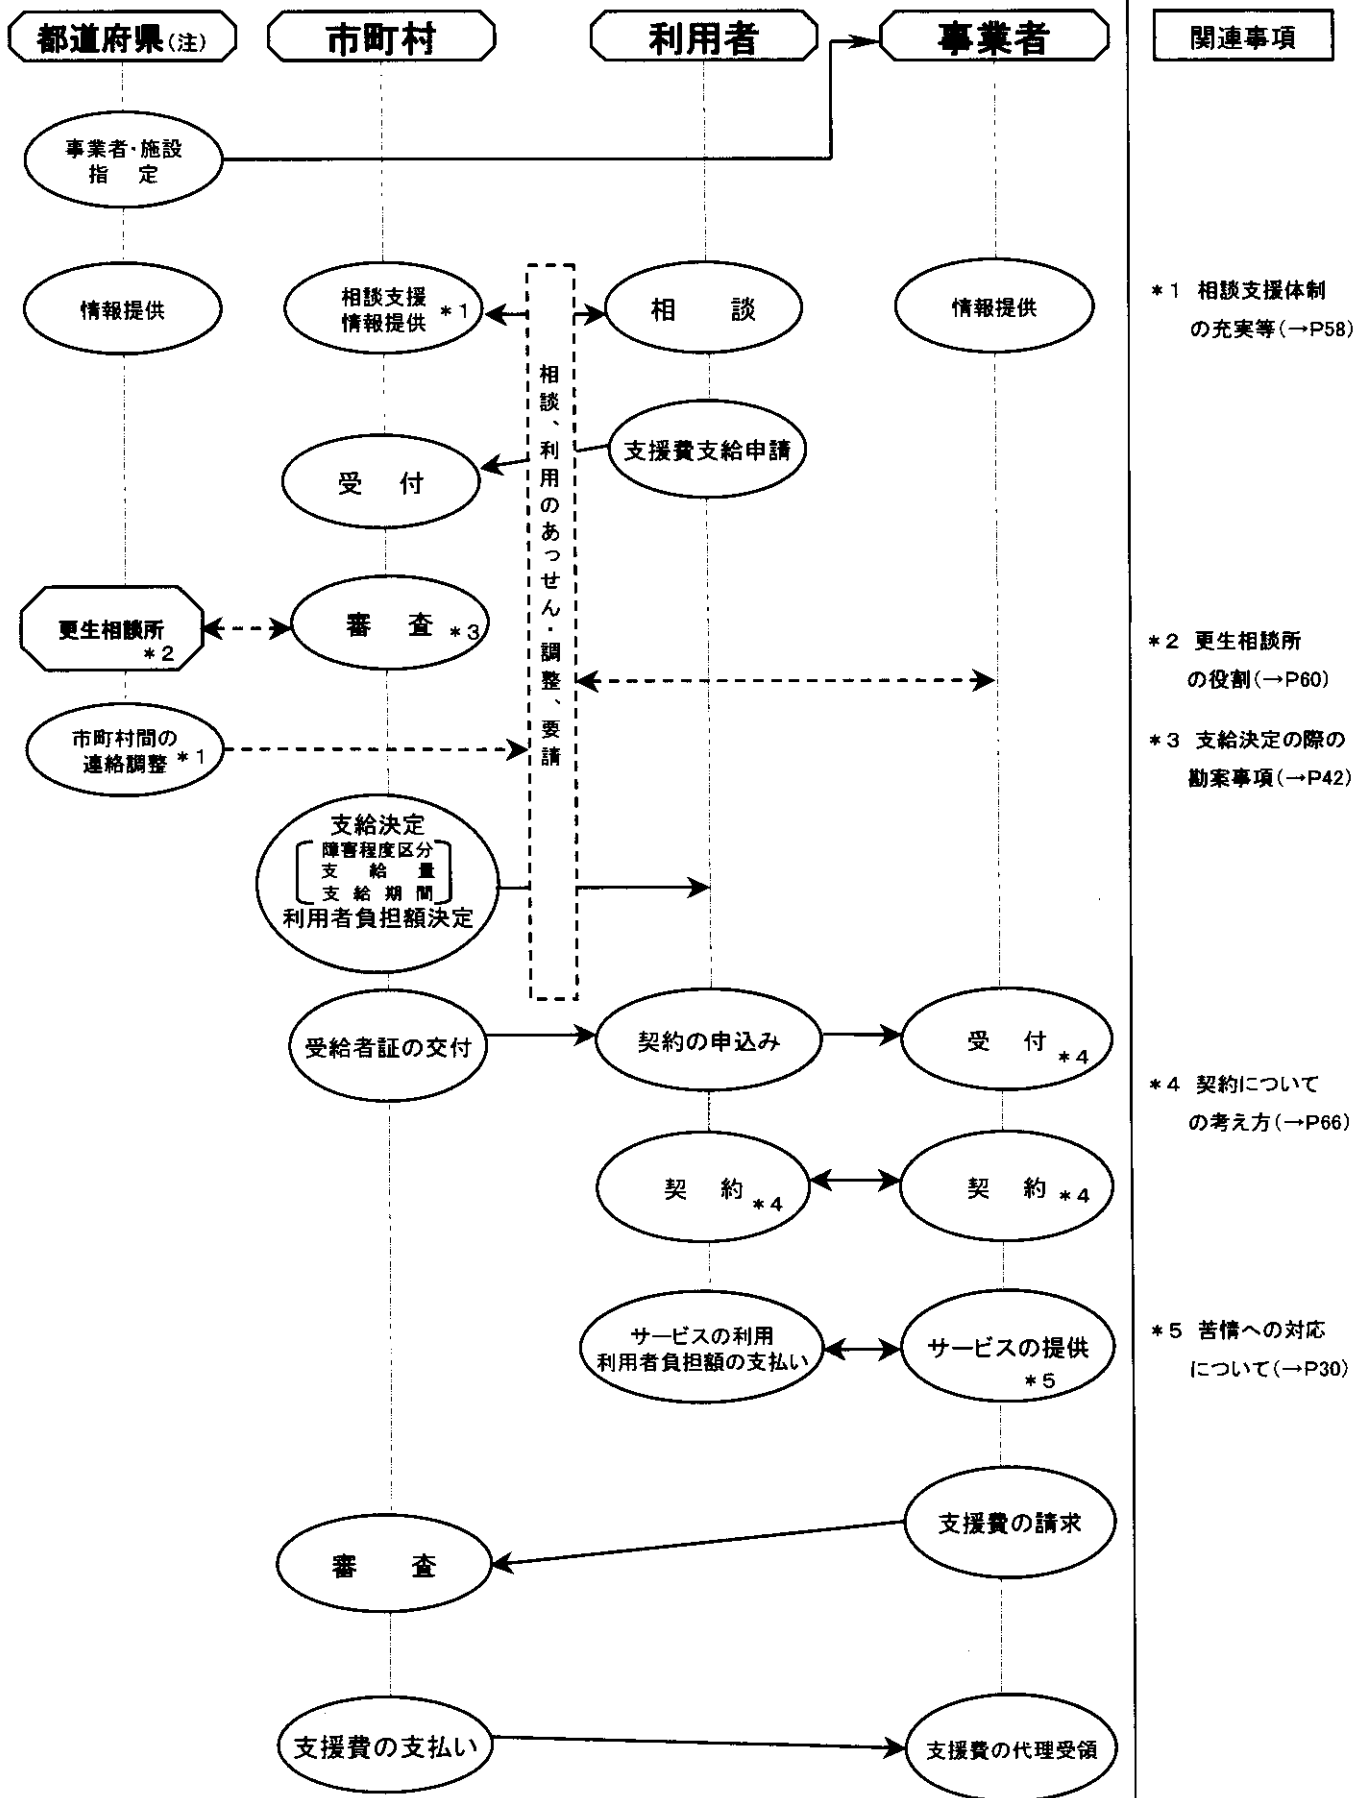 都道府県(注)
市町村
利用者
事業者
関連事項
事業者・施設
指 定
情報提供
相談支援
情報提供 *1
相 談
情報提供
*1 相談支援体制
の充実等(→P58)
相談、利用のあっせん・調整、要請
支援費支給申請
受 付
更生相談所
*2
審 査 *3
*2 更生相談所
の役割(→P60)
市町村間の
連絡調整 *1
*3 支給決定の際の
勘案事項(→P42)
支給決定
障害程度区分
支 給 量
支 給 期 間
利用者負担額決定
受給者証の交付
契約の申込み
受 付
*4
*4 契約について
の考え方(→P66)
契 約 *4
契 約 *4
サービスの利用
利用者負担額の支払い
サービスの提供
*5
*5 苦情への対応
について(→P30)
支援費の請求
審 査
支援費の支払い
支援費の代理受領